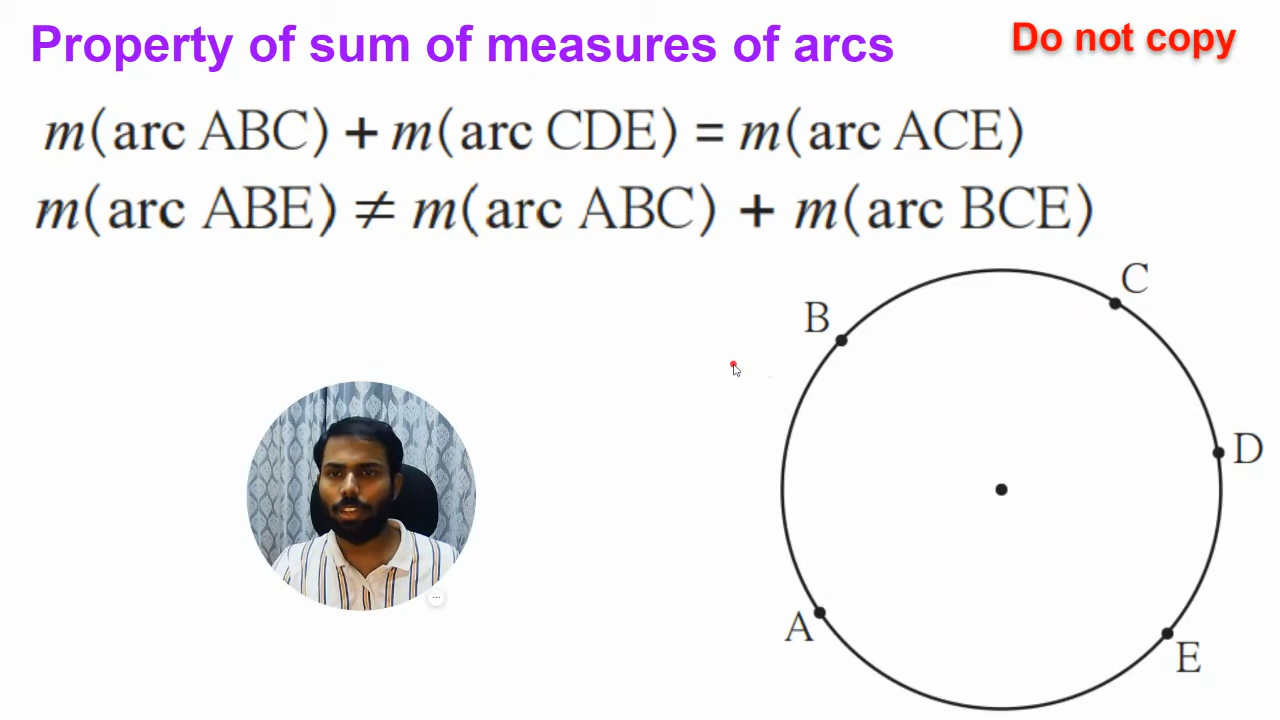 Property of sum of measures of arcs
Do not copy
m(arc ABC) + m(arc CDE) = m(arc ACE)
m(arc ABE) ≠ m(arc ABC) + m(arc BCE)
C
B
D
A
E